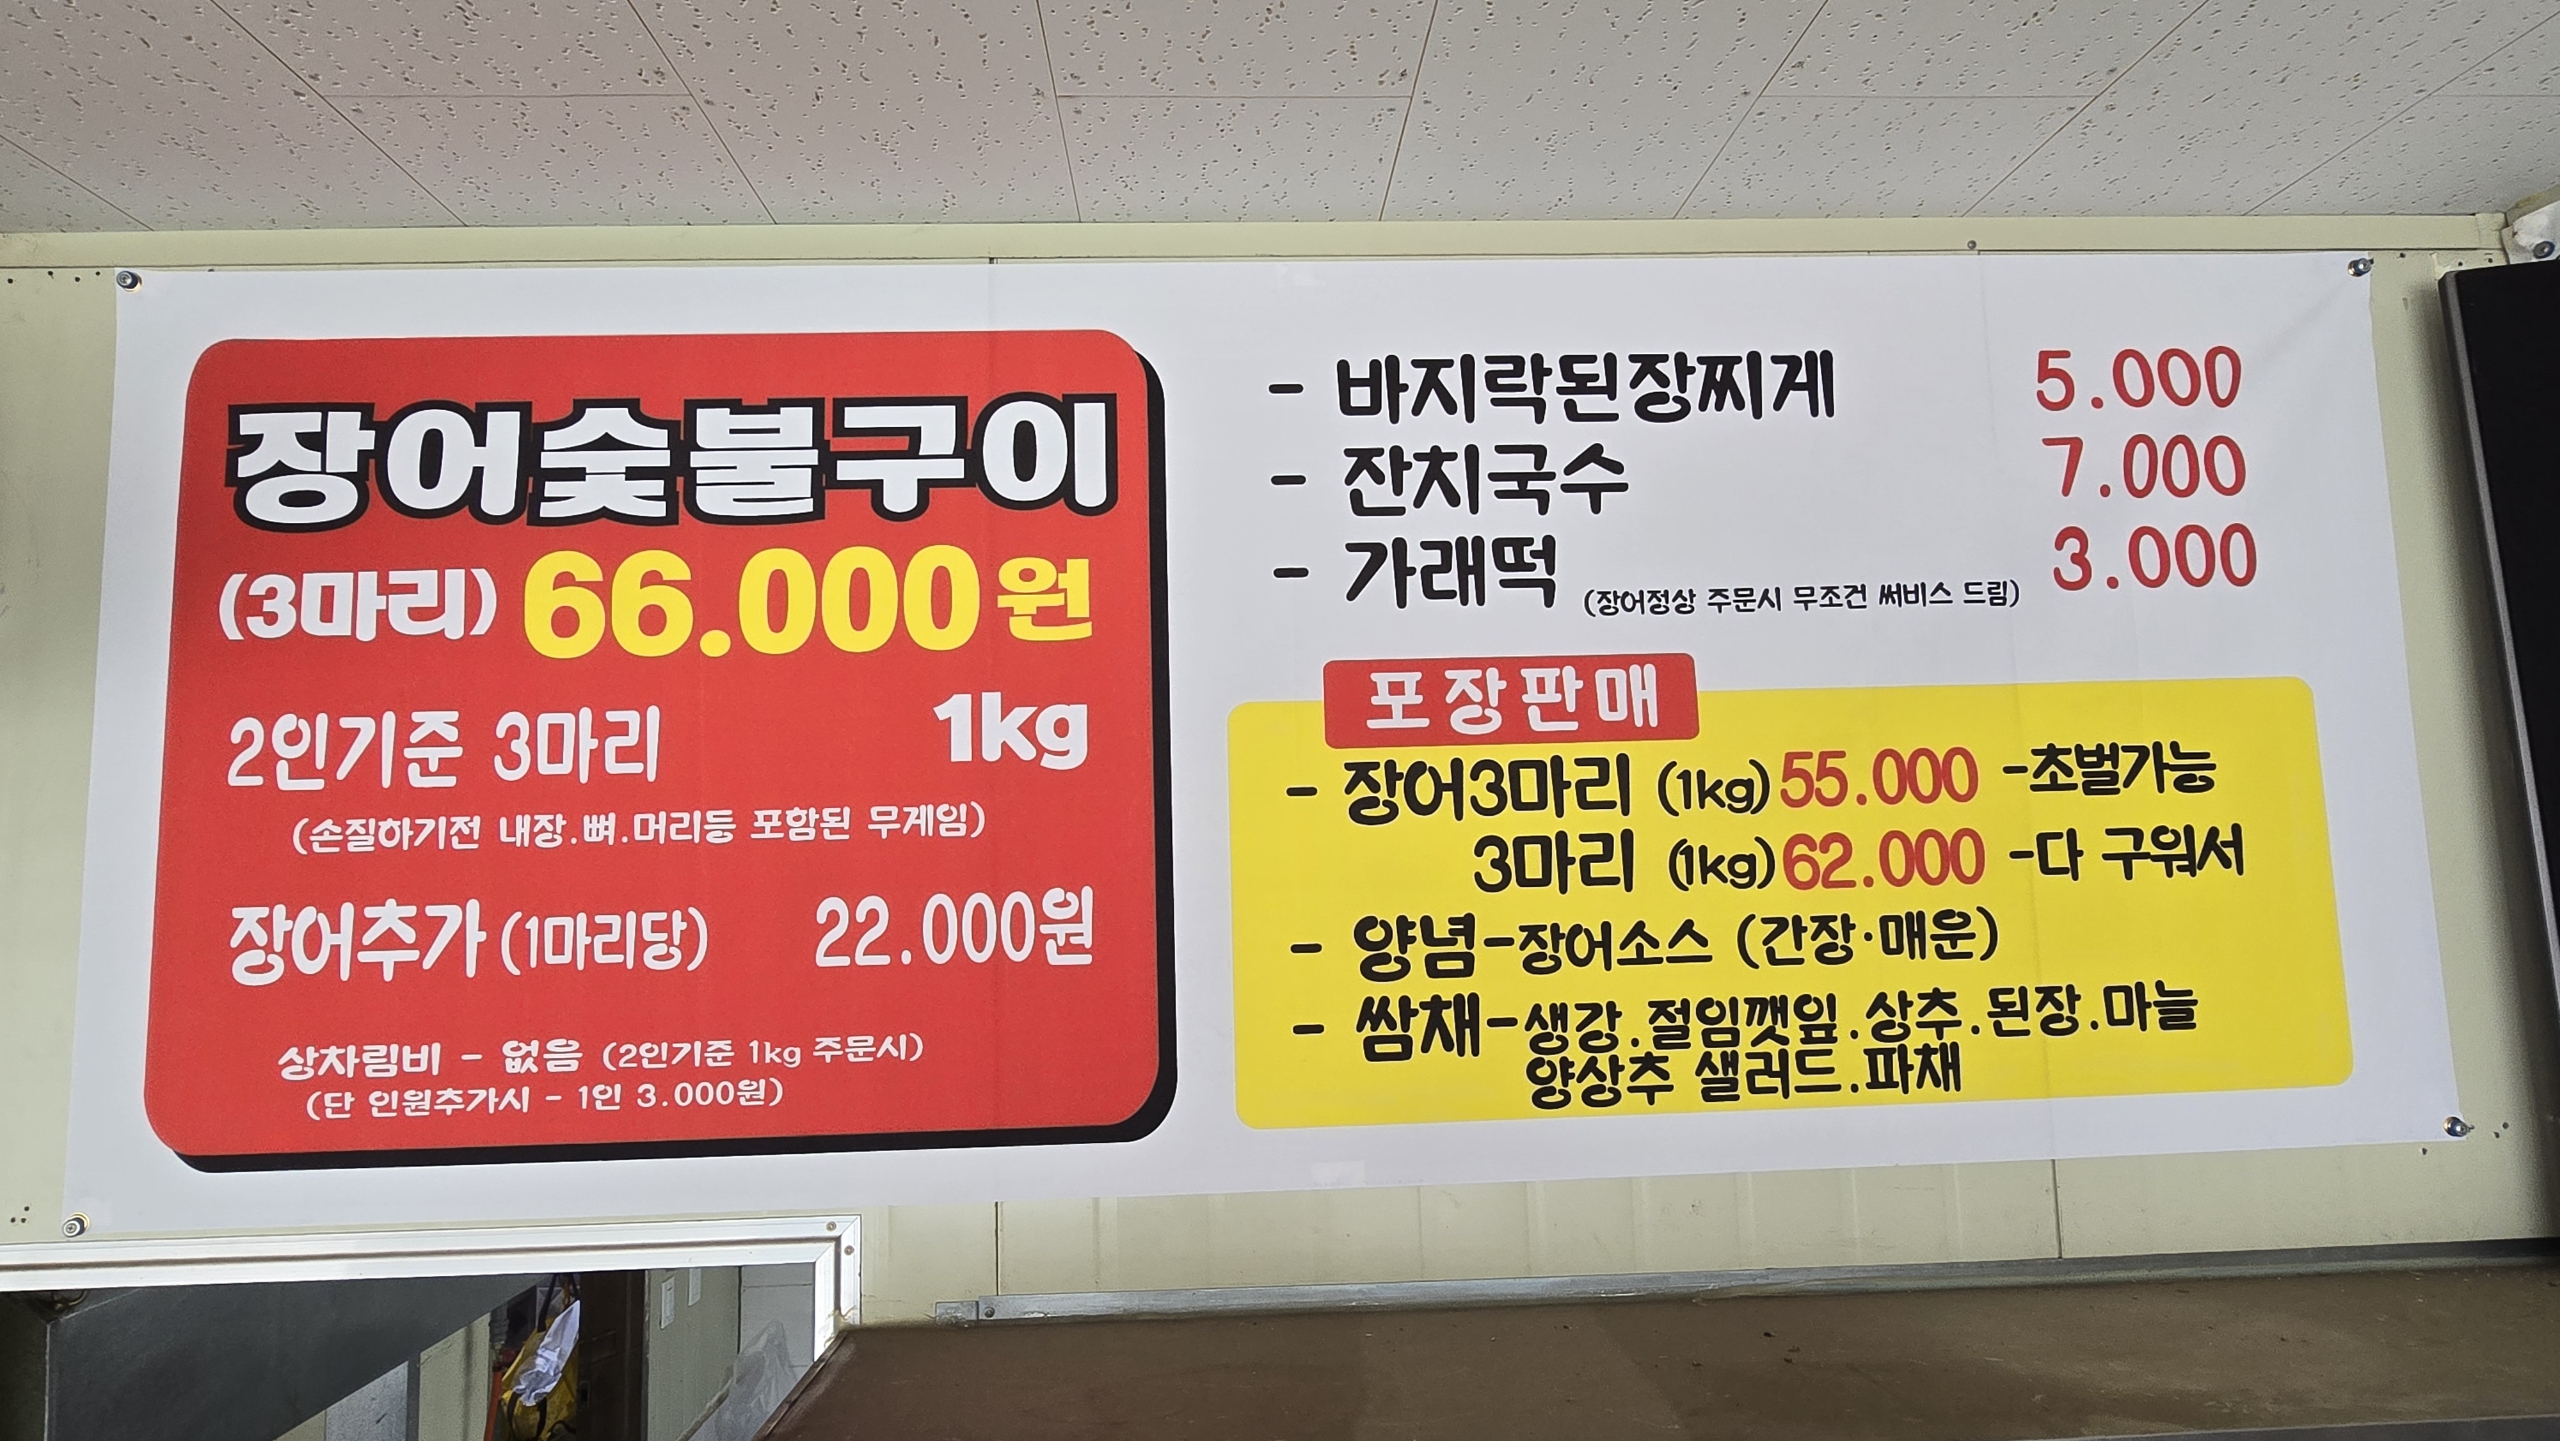 장어숯불구이
(3마리) 66.000원
2인기준 3마리 1kg
(손질하기전 내장.뼈.머리등 포함된 무게임)
장어추가 (1마리당) 22.000원
상차림비 - 없음 (2인기준 1kg 주문시)
(단 인원추가시 - 1인 3.000원)
- 바지락된장찌게 5.000
- 잔치국수 7.000
- 가래떡 (장어정상 주문시 무조건 써비스 드림) 3.000
포장판매
- 장어3마리 (1kg) 55.000 -초벌가능
3마리 (1kg) 62.000 -다 구워서
- 양념-장어소스 (간장·매운)
- 쌈채-생강.절임깻잎.상추.된장.마늘
양상추 샐러드.파채